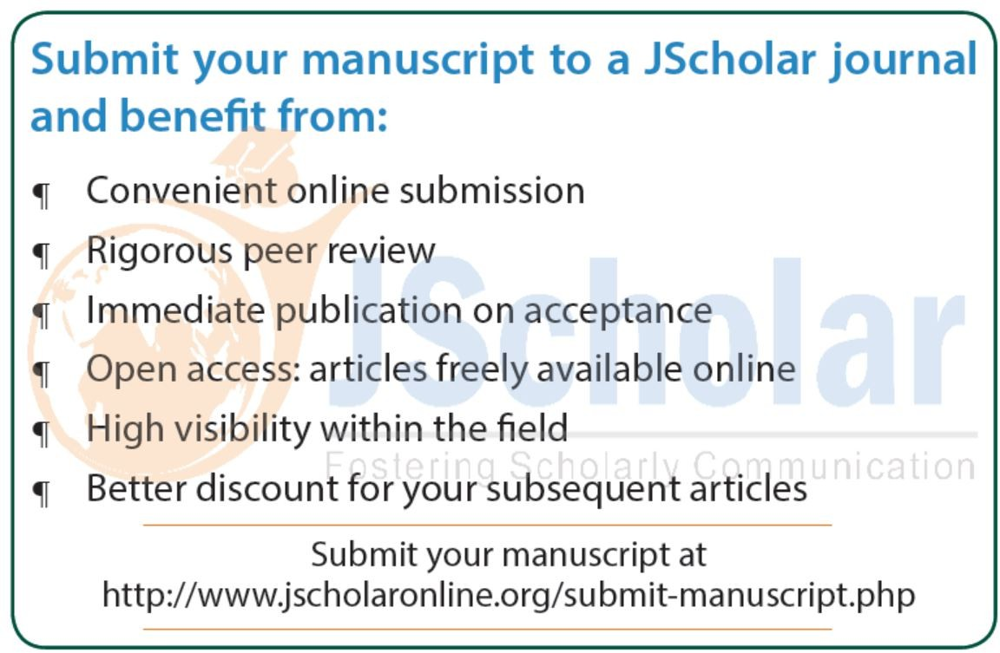 Submit your manuscript to a JScholar journal
and benefit from:
¶ Convenient online submission
¶ Rigorous peer review
¶ Immediate publication on acceptance
¶ Open access: articles freely available online
¶ High visibility within the field
¶ Better discount for your subsequent articles
JScholar
Fostering Scholarly Communication
Submit your manuscript at
http://www.jscholaronline.org/submit-manuscript.php